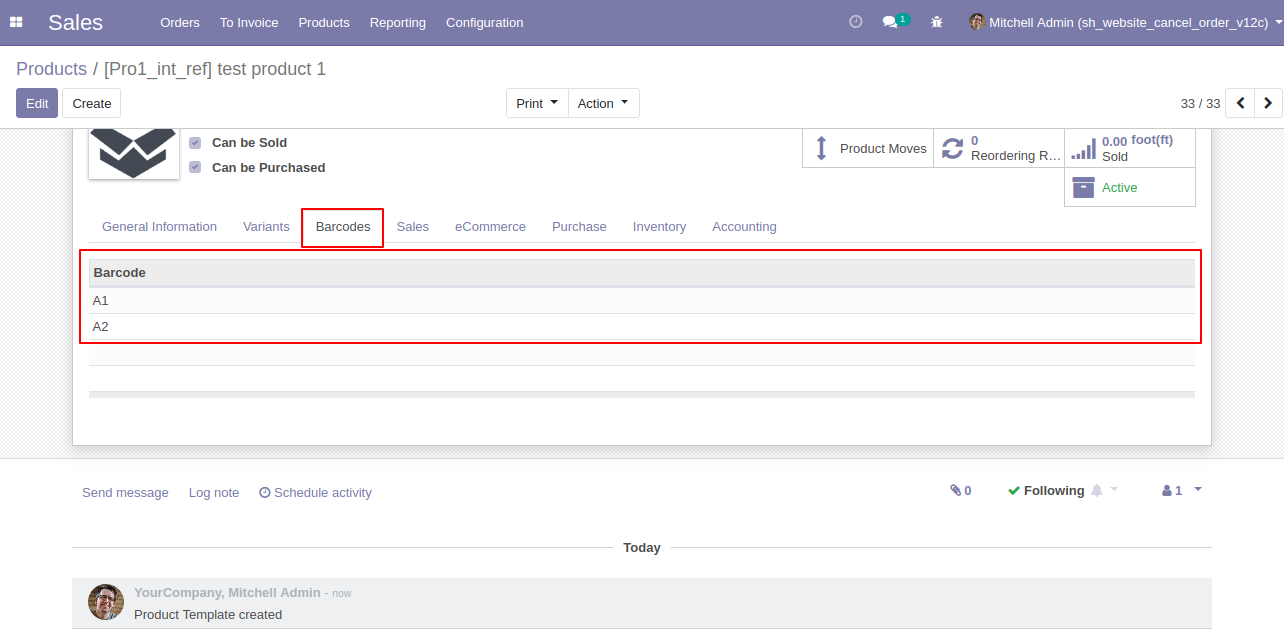 Sales Orders To Invoice Products Reporting Configuration 1 Mitchell Admin (sh_website_cancel_order_v12c)
Products / [Pro1_int_ref] test product 1
Edit Create Print Action 33 / 33
Can be Sold
Can be Purchased
Product Moves
0
Reordering R...
0.00 foot(ft)
Sold
Active
General Information Variants Barcodes Sales eCommerce Purchase Inventory Accounting
Barcode
A1
A2
Send message Log note Schedule activity 0 Following 1
Today
YourCompany, Mitchell Admin - now
Product Template created